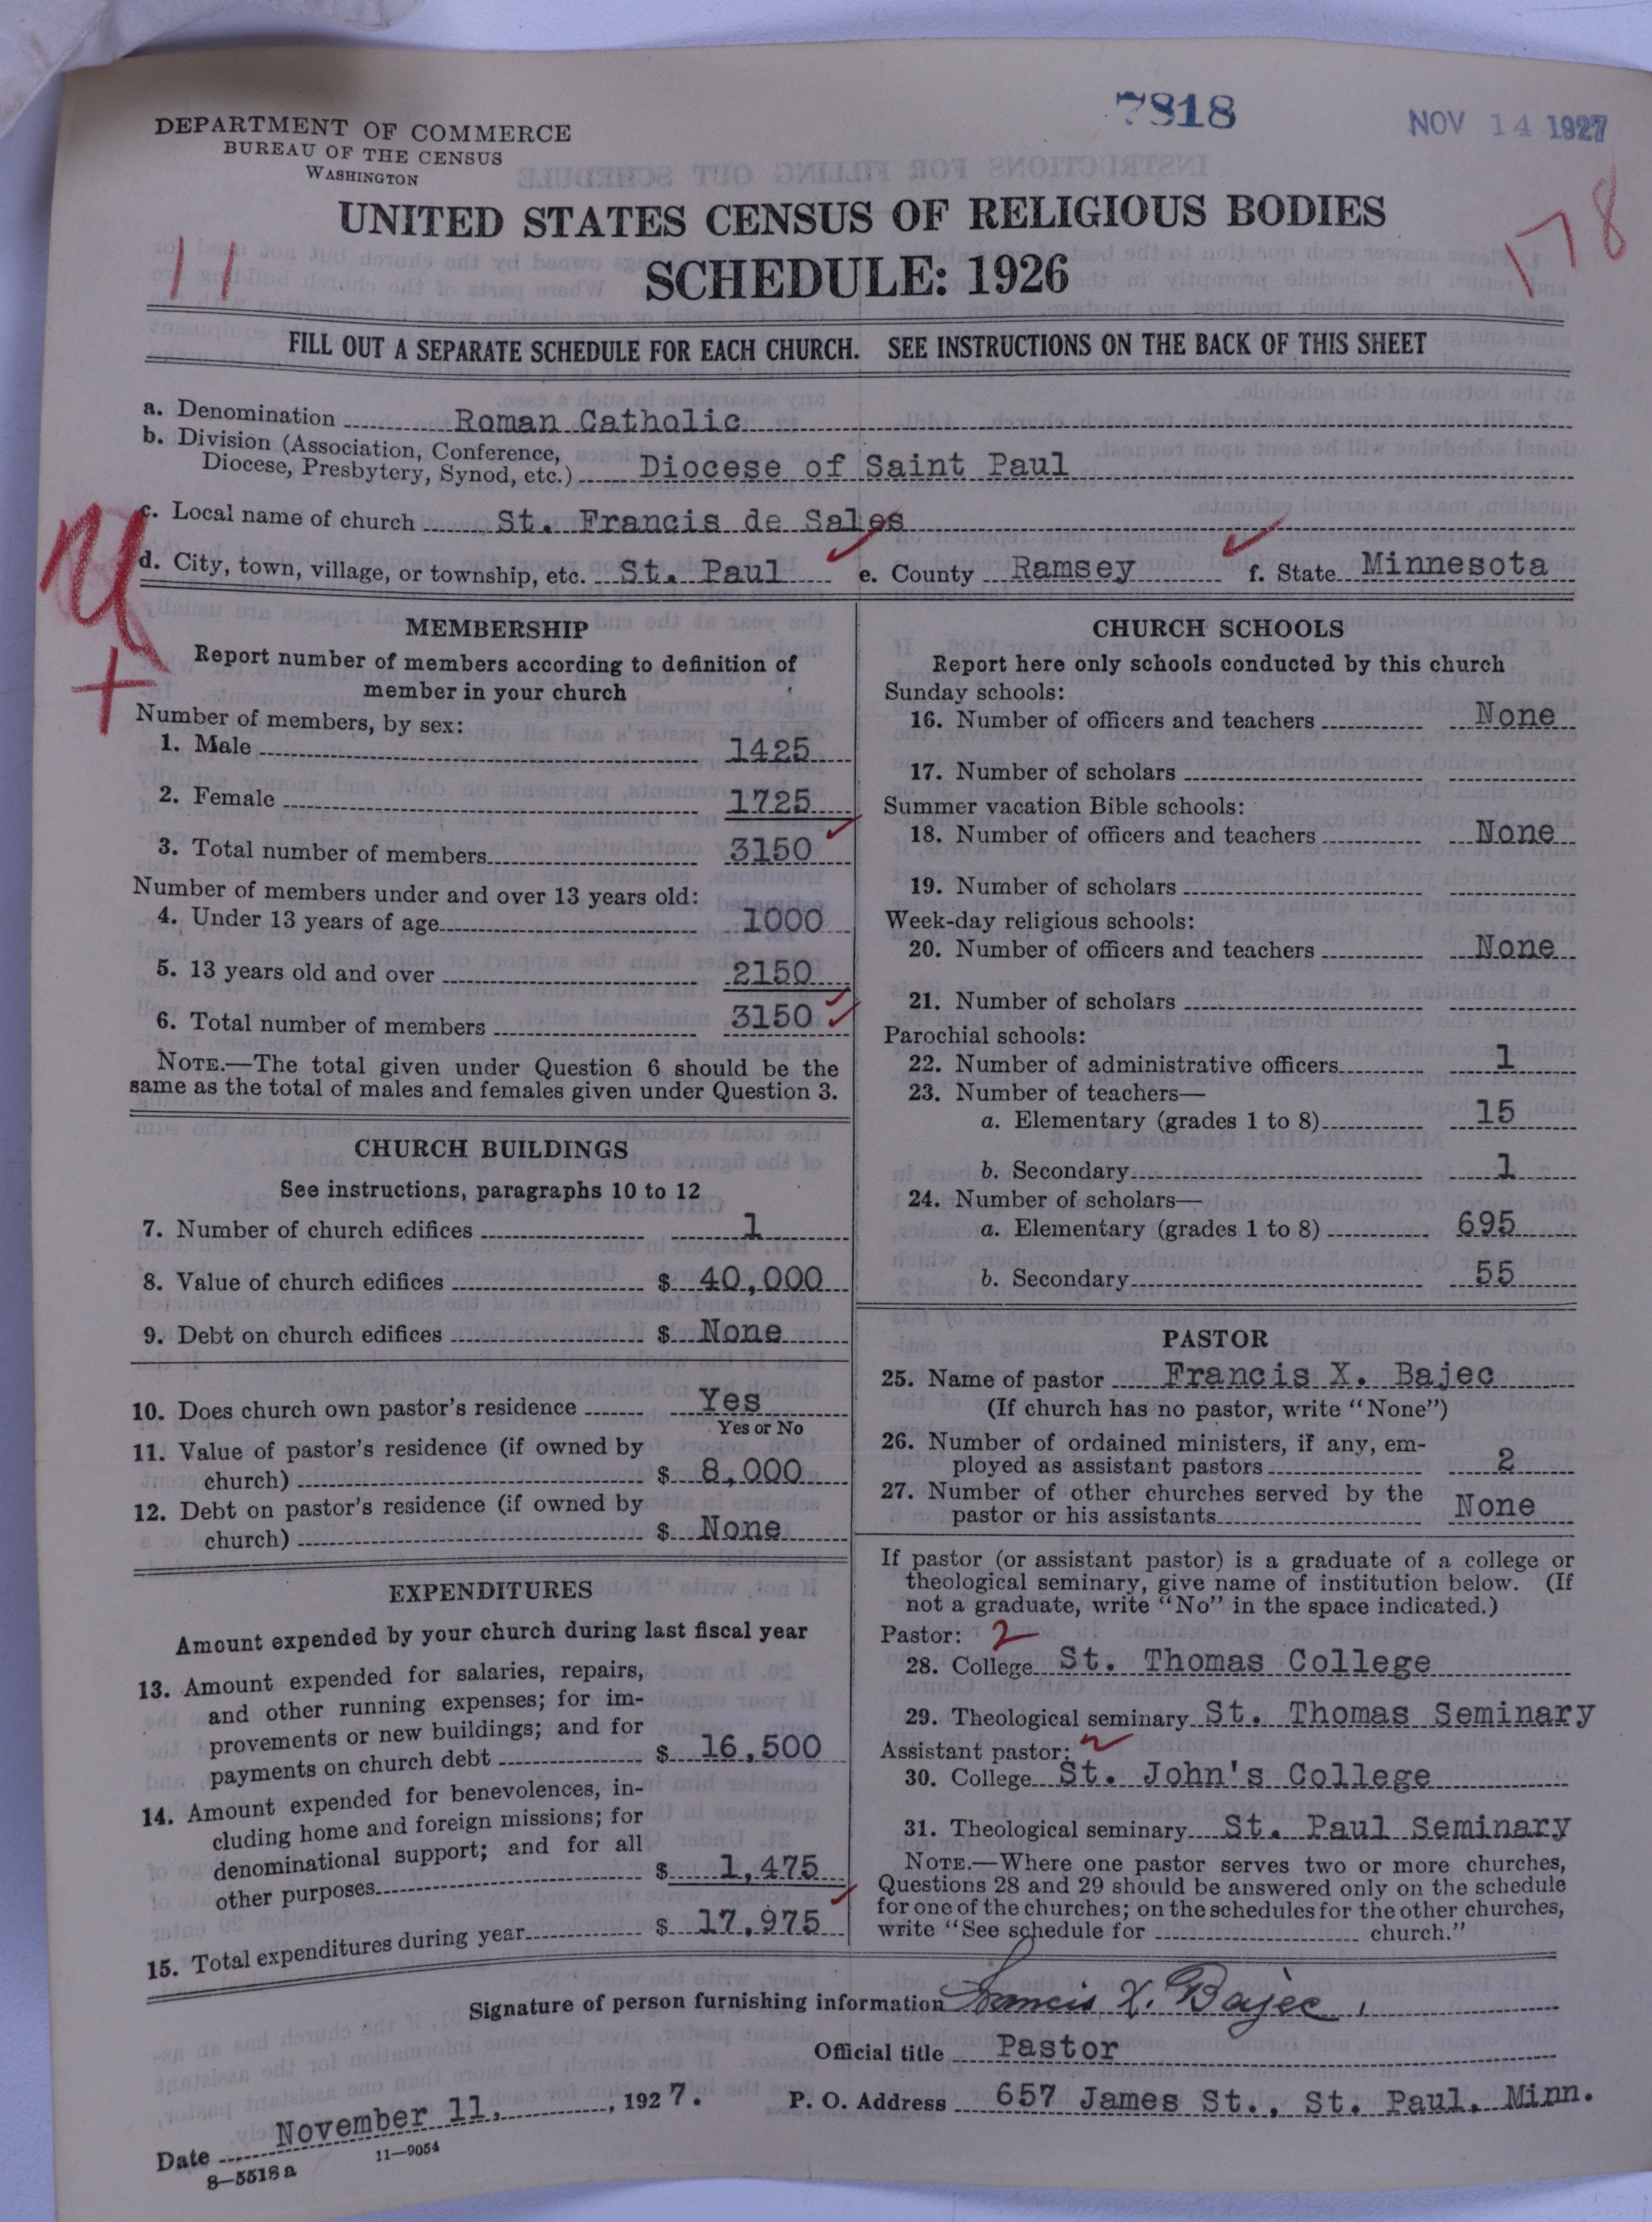 7818
NOV 14 1927
DEPARTMENT OF COMMERCE
BUREAU OF THE CENSUS
WASHINGTON
UNITED STATES CENSUS OF RELIGIOUS BODIES
11
178
SCHEDULE: 1926
FILL OUT A SEPARATE SCHEDULE FOR EACH CHURCH. SEE INSTRUCTIONS ON THE BACK OF THIS SHEET
a. Denomination Roman Catholic
b. Division (Association, Conference,
Diocese, Presbytery, Synod, etc.) Diocese of Saint Paul
c. Local name of church St. Francis de Sales
d. City, town, village, or township, etc. St. Paul e. County Ramsey f. State Minnesota
MEMBERSHIP
Report number of members according to definition of
member in your church
Number of members, by sex:
1. Male 1425
2. Female 1725
3. Total number of members 3150
Number of members under and over 13 years old:
4. Under 13 years of age 1000
5. 13 years old and over 2150
6. Total number of members 3150
NOTE.—The total given under Question 6 should be the
same as the total of males and females given under Question 3.
CHURCH BUILDINGS
See instructions, paragraphs 10 to 12
7. Number of church edifices 1
8. Value of church edifices $ 40,000
9. Debt on church edifices $ None
10. Does church own pastor's residence Yes
Yes or No
11. Value of pastor's residence (if owned by
church) $ 8,000
12. Debt on pastor's residence (if owned by
church) $ None
EXPENDITURES
Amount expended by your church during last fiscal year
13. Amount expended for salaries, repairs,
and other running expenses; for im-
provements or new buildings; and for
payments on church debt $ 16,500
14. Amount expended for benevolences, in-
cluding home and foreign missions; for
denominational support; and for all
other purposes $ 1,475
15. Total expenditures during year $ 17,975
CHURCH SCHOOLS
Report here only schools conducted by this church
Sunday schools:
16. Number of officers and teachers None
17. Number of scholars
Summer vacation Bible schools:
18. Number of officers and teachers None
19. Number of scholars
Week-day religious schools:
20. Number of officers and teachers None
21. Number of scholars
Parochial schools:
22. Number of administrative officers 1
23. Number of teachers—
a. Elementary (grades 1 to 8) 15
b. Secondary 1
24. Number of scholars—
a. Elementary (grades 1 to 8) 695
b. Secondary 55
PASTOR
25. Name of pastor Francis X. Bajec
(If church has no pastor, write "None")
26. Number of ordained ministers, if any, em-
ployed as assistant pastors 2
27. Number of other churches served by the
pastor or his assistants None
If pastor (or assistant pastor) is a graduate of a college or
theological seminary, give name of institution below. (If
not a graduate, write "No" in the space indicated.)
Pastor: 2
28. College St. Thomas College
29. Theological seminary St. Thomas Seminary
Assistant pastor:
30. College St. John's College
31. Theological seminary St. Paul Seminary
NOTE.—Where one pastor serves two or more churches,
Questions 28 and 29 should be answered only on the schedule
for one of the churches; on the schedules for the other churches,
write "See schedule for church."
Signature of person furnishing information Francis X. Bajec
Official title Pastor
Date November 11, 1927. P. O. Address 657 James St., St. Paul, Minn.
8—5518 a 11—9054